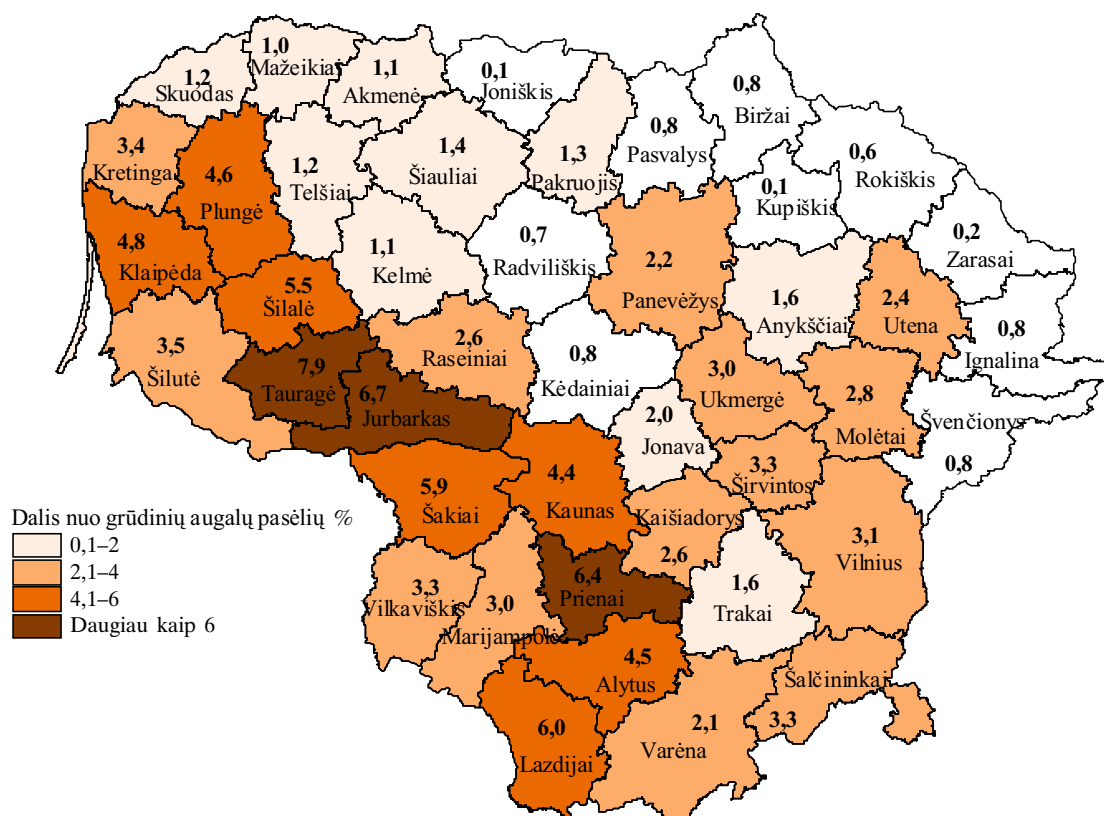 1,0
Mažeikiai
1,2
Skuodas
1,1
Akmenė
0,1
Joniškis
0,8
Biržai
0,8
Pasvalys
1,3
Pakruojis
1,4
Šiauliai
1,2
Telšiai
3,4
Kretinga
4,6
Plungė
0,6
Rokiškis
0,1
Kupiškis
0,2
Zarasai
4,8
Klaipėda
1,1
Kelmė
0,7
Radviliškis
2,2
Panevėžys
1,6
Anykščiai
2,4
Utena
0,8
Ignalina
5.5
Šilalė
3,5
Šilutė
7,9
Tauragė
6,7
Jurbarkas
2,6
Raseiniai
0,8
Kėdainiai
3,0
Ukmergė
2,8
Molėtai
Švenčionys
0,8
2,0
Jonava
3,3
Širvintos
5,9
Šakiai
4,4
Kaunas
Kaišiadorys
2,6
3,1
Vilnius
Dalis nuo grūdinių augalų pasėlių %
0,1–2
2,1–4
4,1–6
Daugiau kaip 6
3,3
Vilkaviškis
3,0
Marijampolė
6,4
Prienai
1,6
Trakai
4,5
Alytus
Šalčininkai
3,3
6,0
Lazdijai
2,1
Varėna